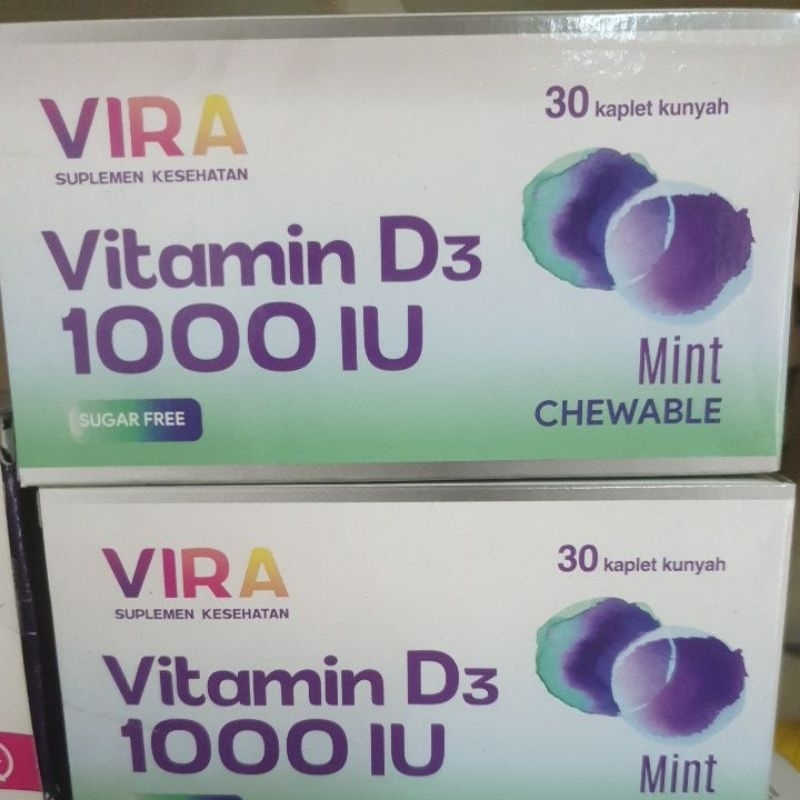 VIRA
SUPLEMEN KESEHATAN
30 kaplet kunyah
Vitamin D3
1000 IU
Mint
CHEWABLE
SUGAR FREE
VIRA
SUPLEMEN KESEHATAN
30 kaplet kunyah
Vitamin D3
1000 IU
Mint